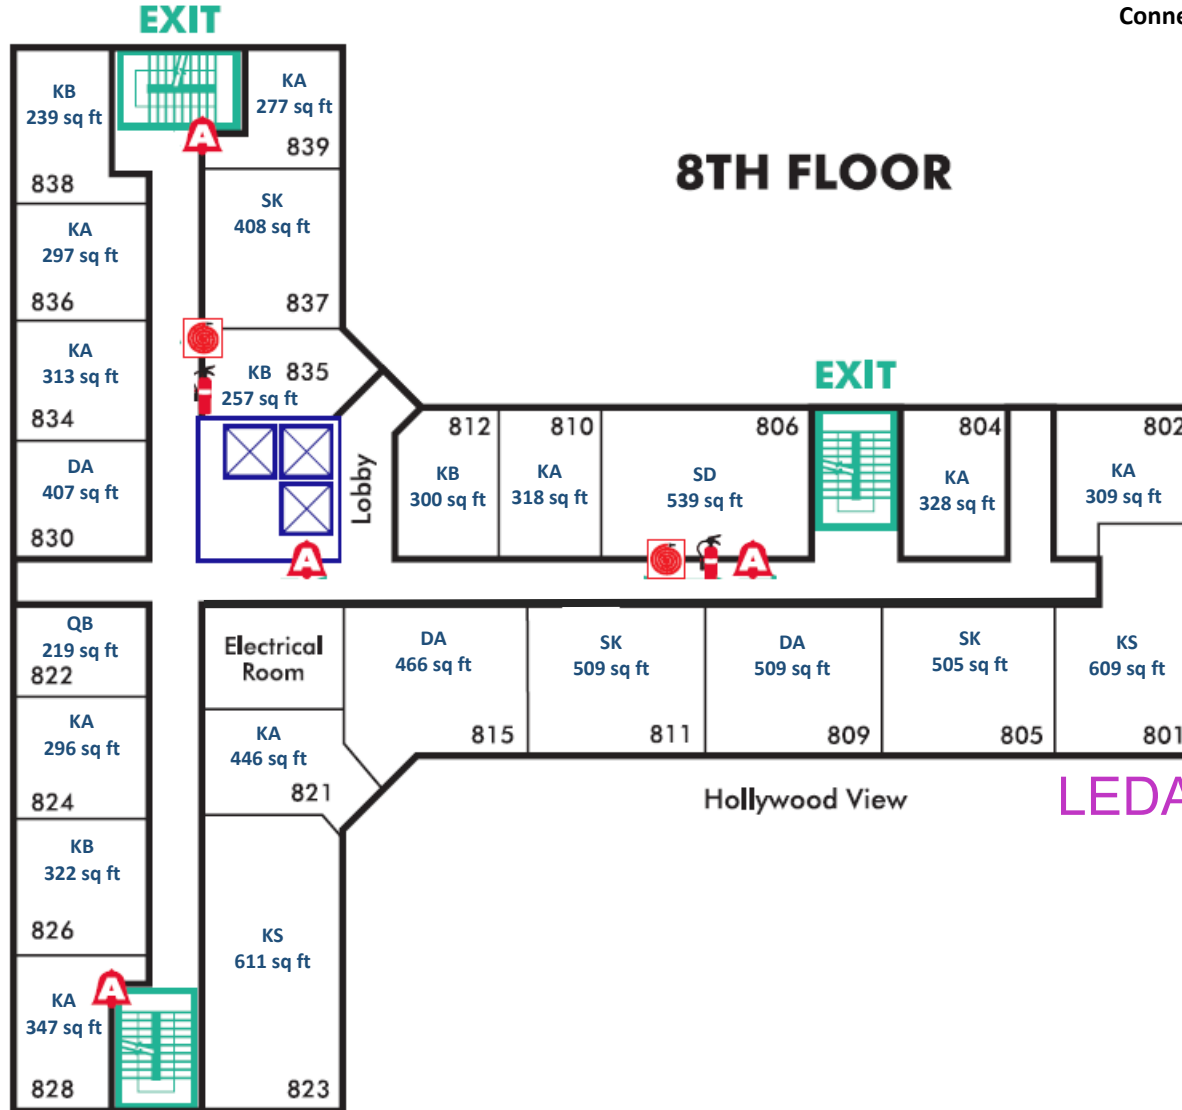 EXIT
Conne
8TH FLOOR
KB
239 sq ft
838
KA
277 sq ft
839
A
KA
297 sq ft
836
SK
408 sq ft
837
KA
313 sq ft
834
KB 835
257 sq ft
DA
407 sq ft
830
Lobby
A
EXIT
812
KB
300 sq ft
810
KA
318 sq ft
806
SD
539 sq ft
A
804
KA
328 sq ft
802
KA
309 sq ft
QB
219 sq ft
822
Electrical
Room
DA
466 sq ft
815
SK
509 sq ft
811
DA
509 sq ft
809
SK
505 sq ft
805
KS
609 sq ft
801
KA
296 sq ft
824
KA
446 sq ft
821
Hollywood View
LEDA
KB
322 sq ft
826
KS
611 sq ft
823
A
KA
347 sq ft
828